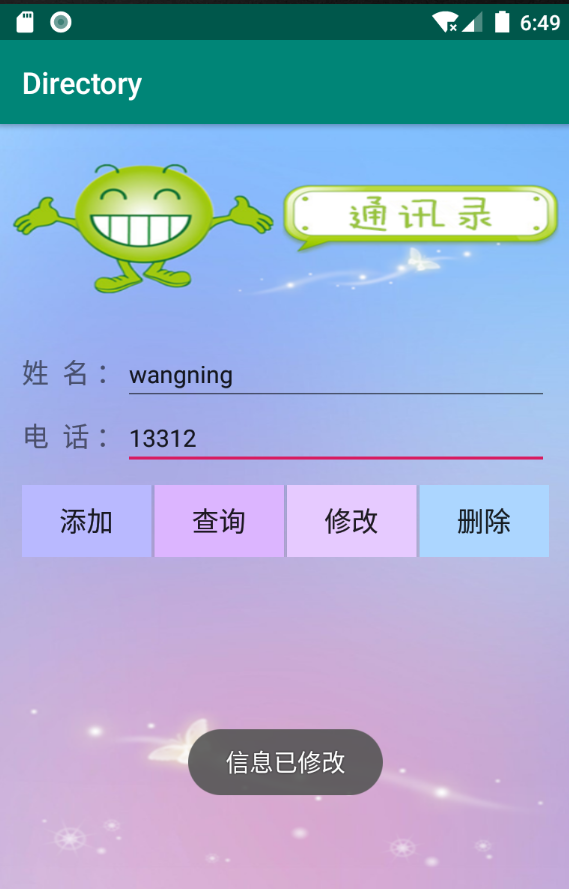 6:49
Directory
通讯录
姓 名： wangning
电 话： 13312
添加 查询 修改 删除
信息已修改